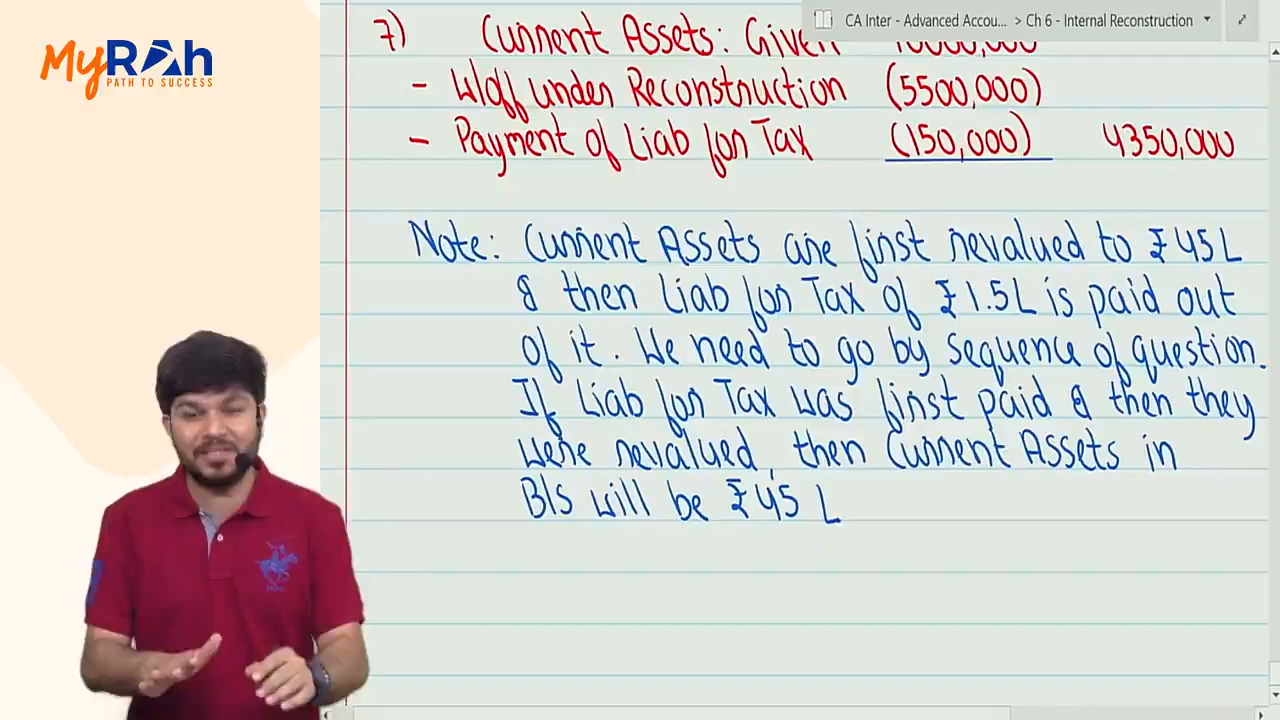 MyRAh
PATH TO SUCCESS
CA Inter - Advanced Accou... > Ch 6 - Internal Reconstruction
7) Current Assets: Given 10000,000
- W/off under Reconstruction (5500,000)
- Payment of Liab for Tax (150,000) 4350,000
Note: Current Assets are first revalued to ₹45L
& then Liab for Tax of ₹1.5L is paid out
of it. We need to go by sequence of question.
If Liab for Tax was first paid & then they
were revalued, then Current Assets in
B/S will be ₹45 L